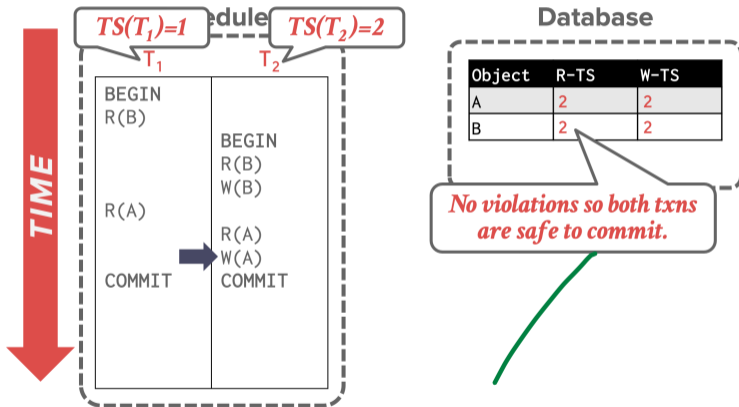 TS(T1)=1
edule
TS(T2)=2
Database
T1
T2
TIME
BEGIN
R(B)
BEGIN
R(B)
W(B)
R(A)
R(A)
W(A)
COMMIT
COMMIT
Object R-TS W-TS
A 2 2
B 2 2
No violations so both txns
are safe to commit.